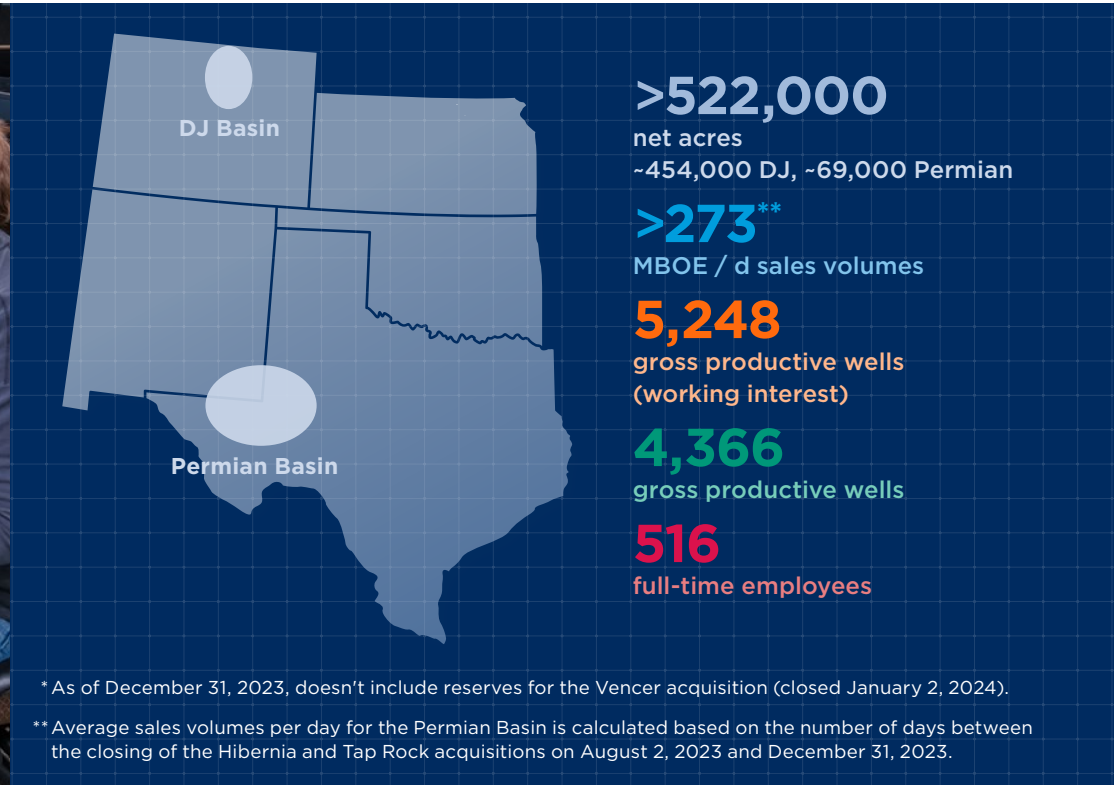 DJ Basin
Permian Basin
>522,000
net acres
~454,000 DJ, ~69,000 Permian
>273**
MBOE / d sales volumes
5,248
gross productive wells
(working interest)
4,366
gross productive wells
516
full-time employees
* As of December 31, 2023, doesn't include reserves for the Vencer acquisition (closed January 2, 2024).
** Average sales volumes per day for the Permian Basin is calculated based on the number of days between
the closing of the Hibernia and Tap Rock acquisitions on August 2, 2023 and December 31, 2023.